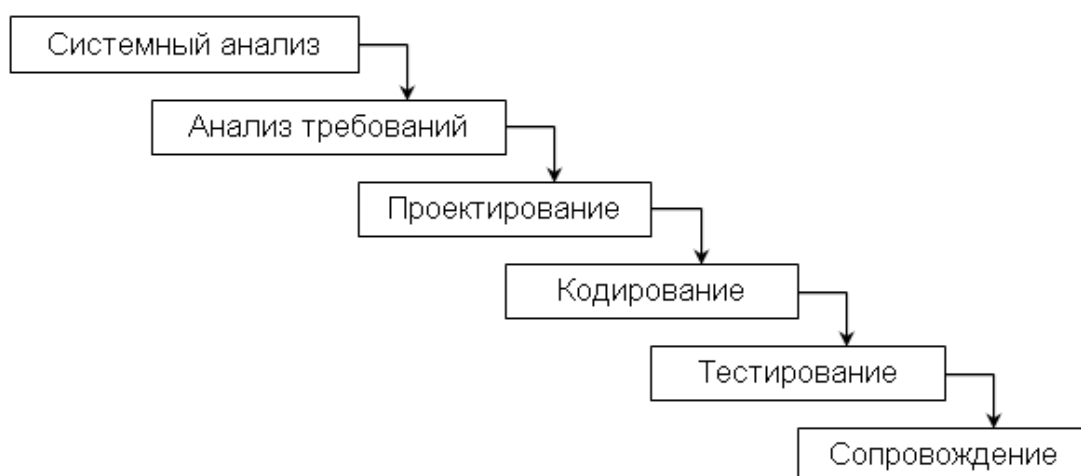 Системный анализ
Анализ требований
Проектирование
Кодирование
Тестирование
Сопровождение